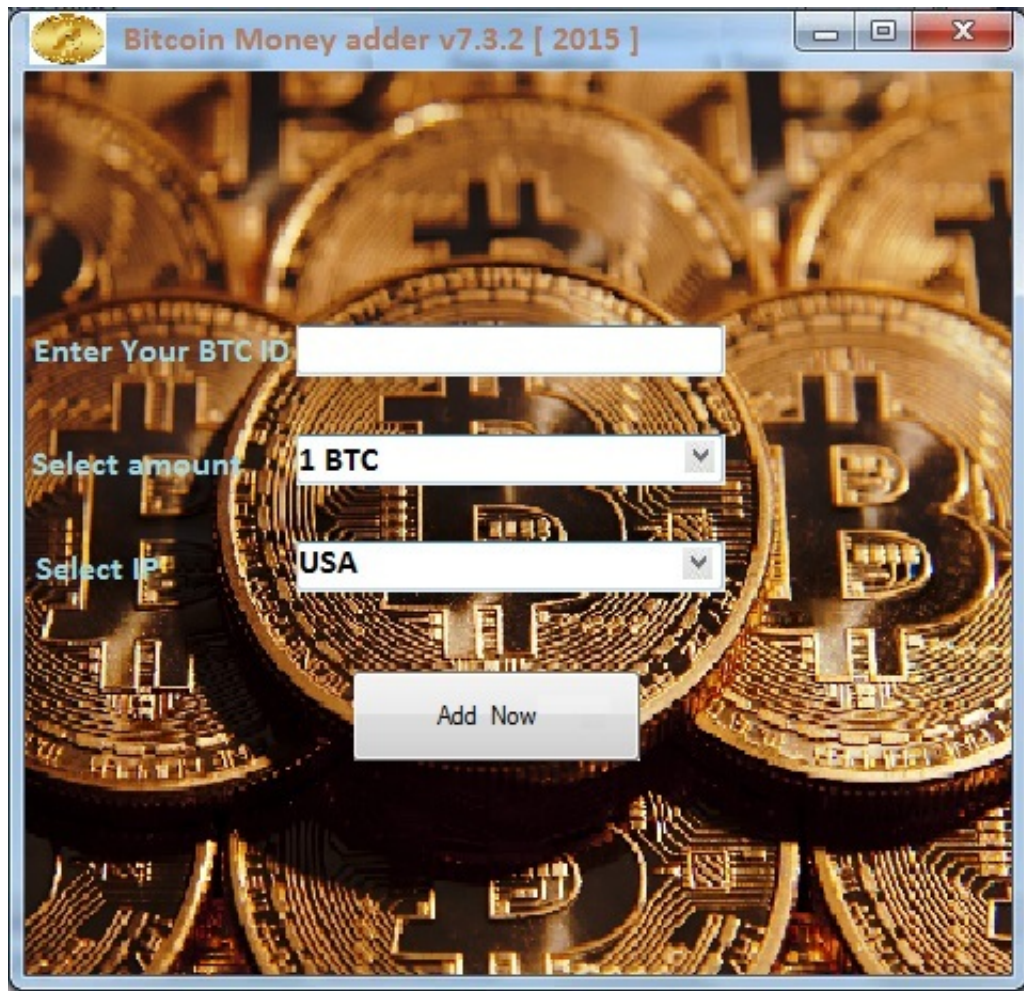 Bitcoin Money adder v7.3.2 [ 2015 ]
Enter Your BTC ID
Select amount
1 BTC
Select IP
USA
Add Now